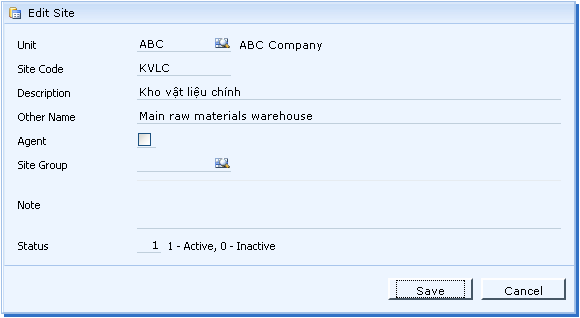 Edit Site
Unit ABC ABC Company
Site Code KVLC
Description Kho vật liệu chính
Other Name Main raw materials warehouse
Agent
Site Group
Note
Status 1 1 - Active, 0 - Inactive
Save Cancel